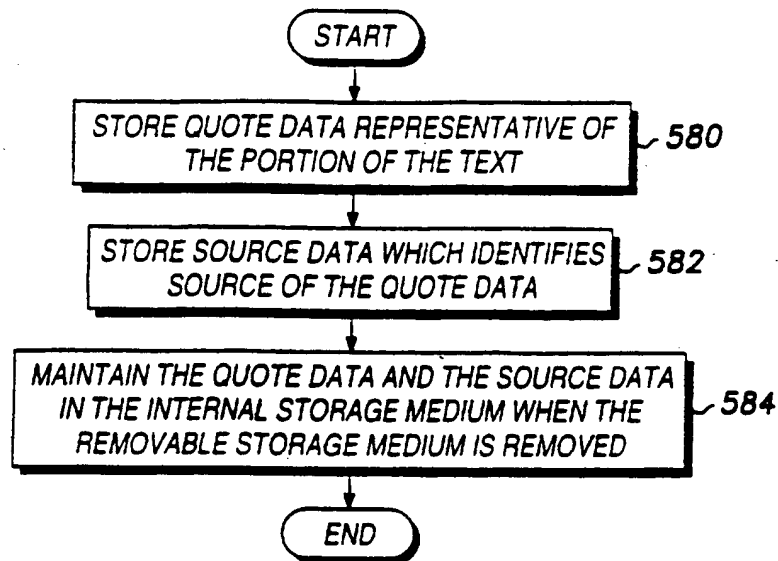 START
STORE QUOTE DATA REPRESENTATIVE OF
THE PORTION OF THE TEXT
580
STORE SOURCE DATA WHICH IDENTIFIES
SOURCE OF THE QUOTE DATA
582
MAINTAIN THE QUOTE DATA AND THE SOURCE DATA
IN THE INTERNAL STORAGE MEDIUM WHEN THE
REMOVABLE STORAGE MEDIUM IS REMOVED
584
END